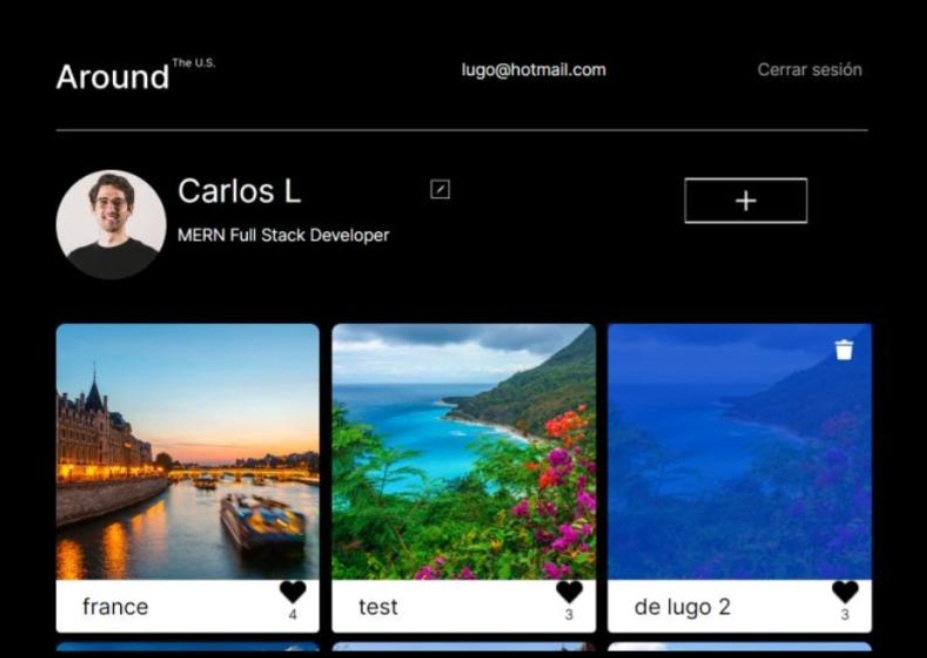 Around The U.S.
lugo@hotmail.com
Cerrar sesión
Carlos L
MERN Full Stack Developer
france
4
test
3
de lugo 2
3